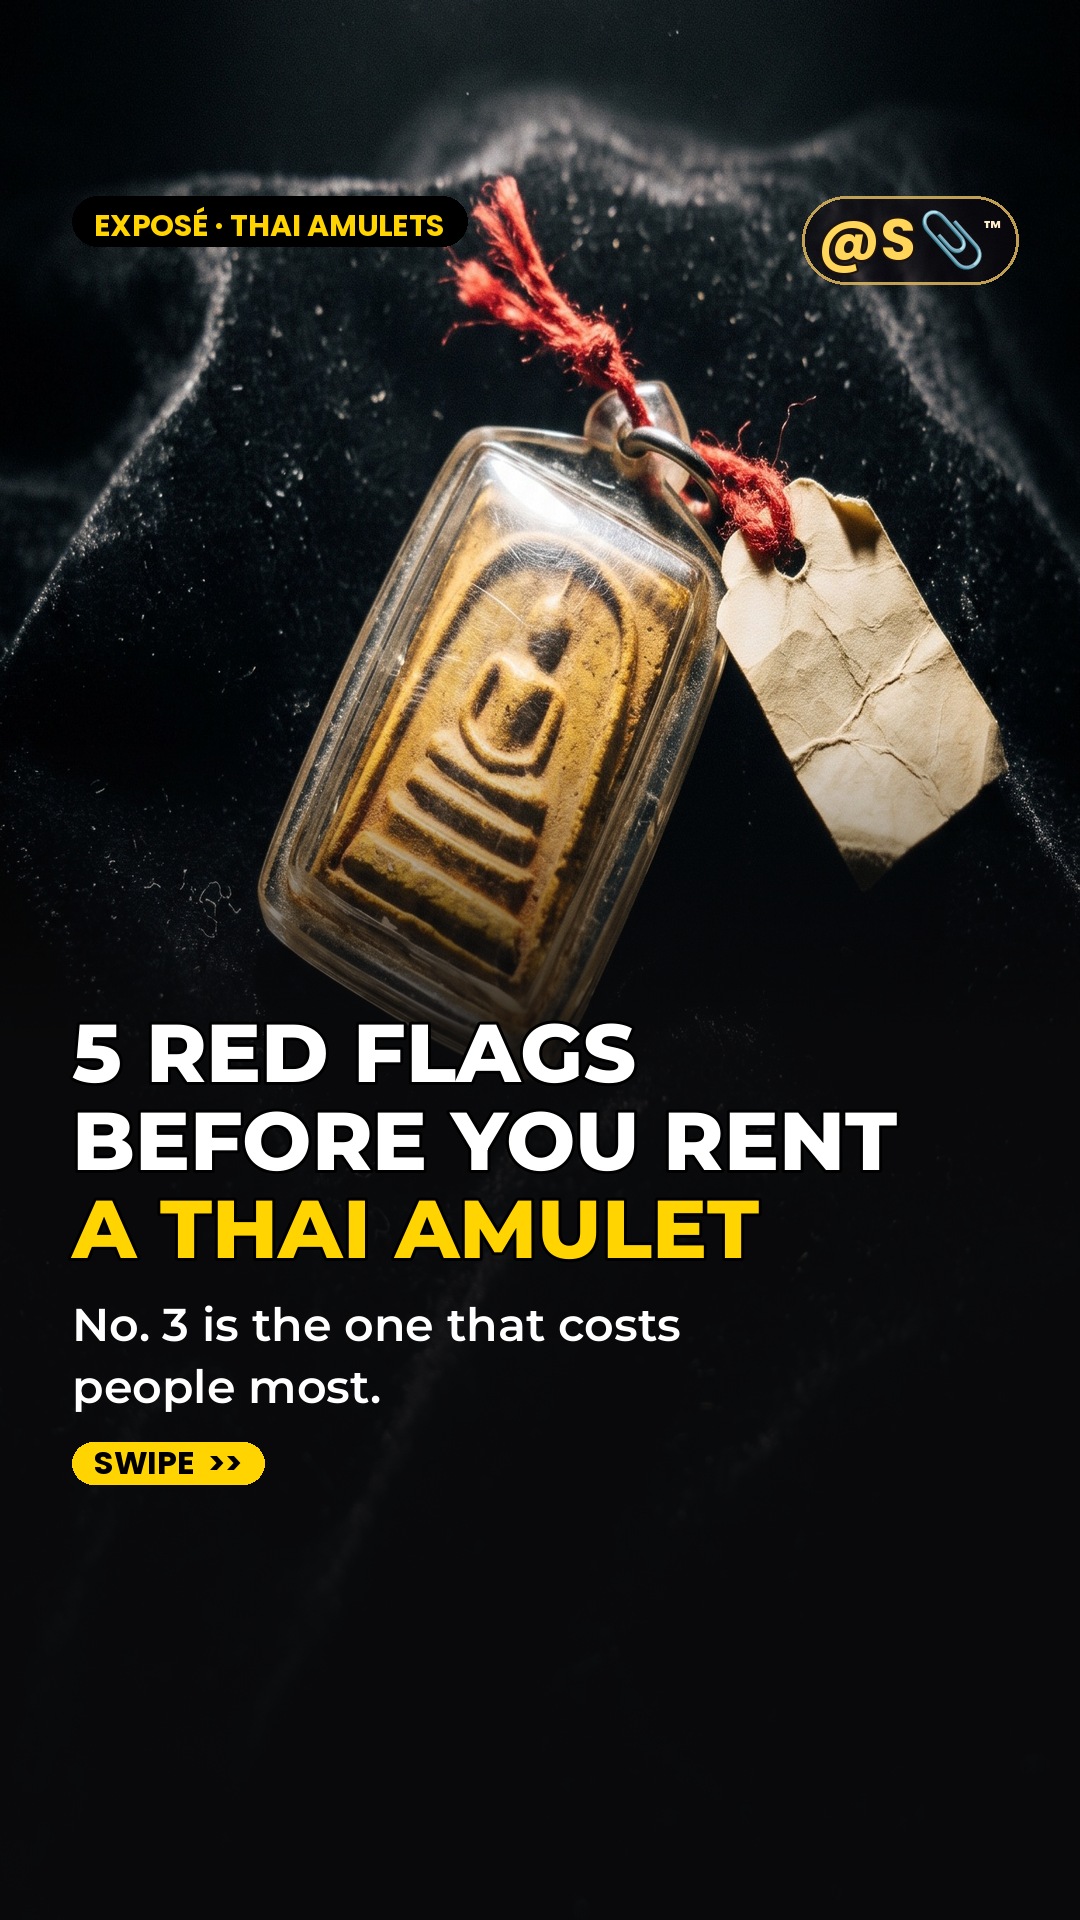 EXPOSÉ · THAI AMULETS
@S📎™
5 RED FLAGS
BEFORE YOU RENT
A THAI AMULET
No. 3 is the one that costs
people most.
SWIPE >>